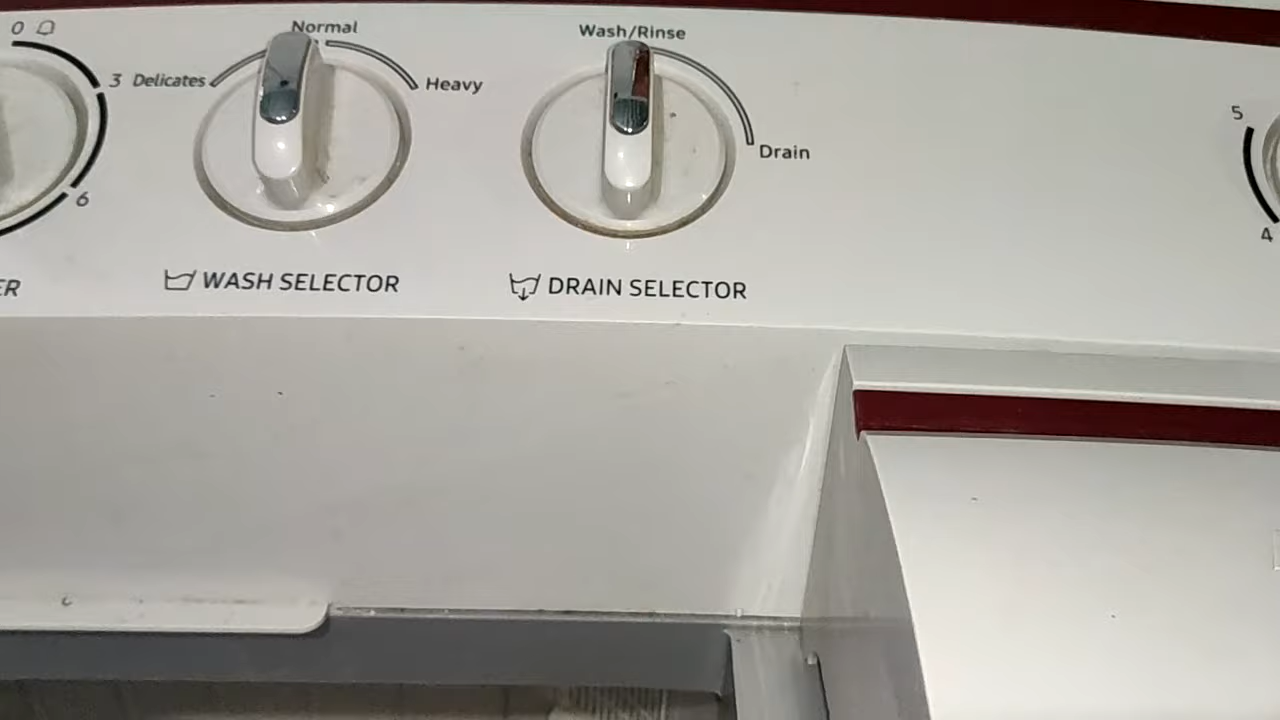 0
3
6
ER
Normal
Delicates
Heavy
WASH SELECTOR
Wash/Rinse
Drain
DRAIN SELECTOR
5
4